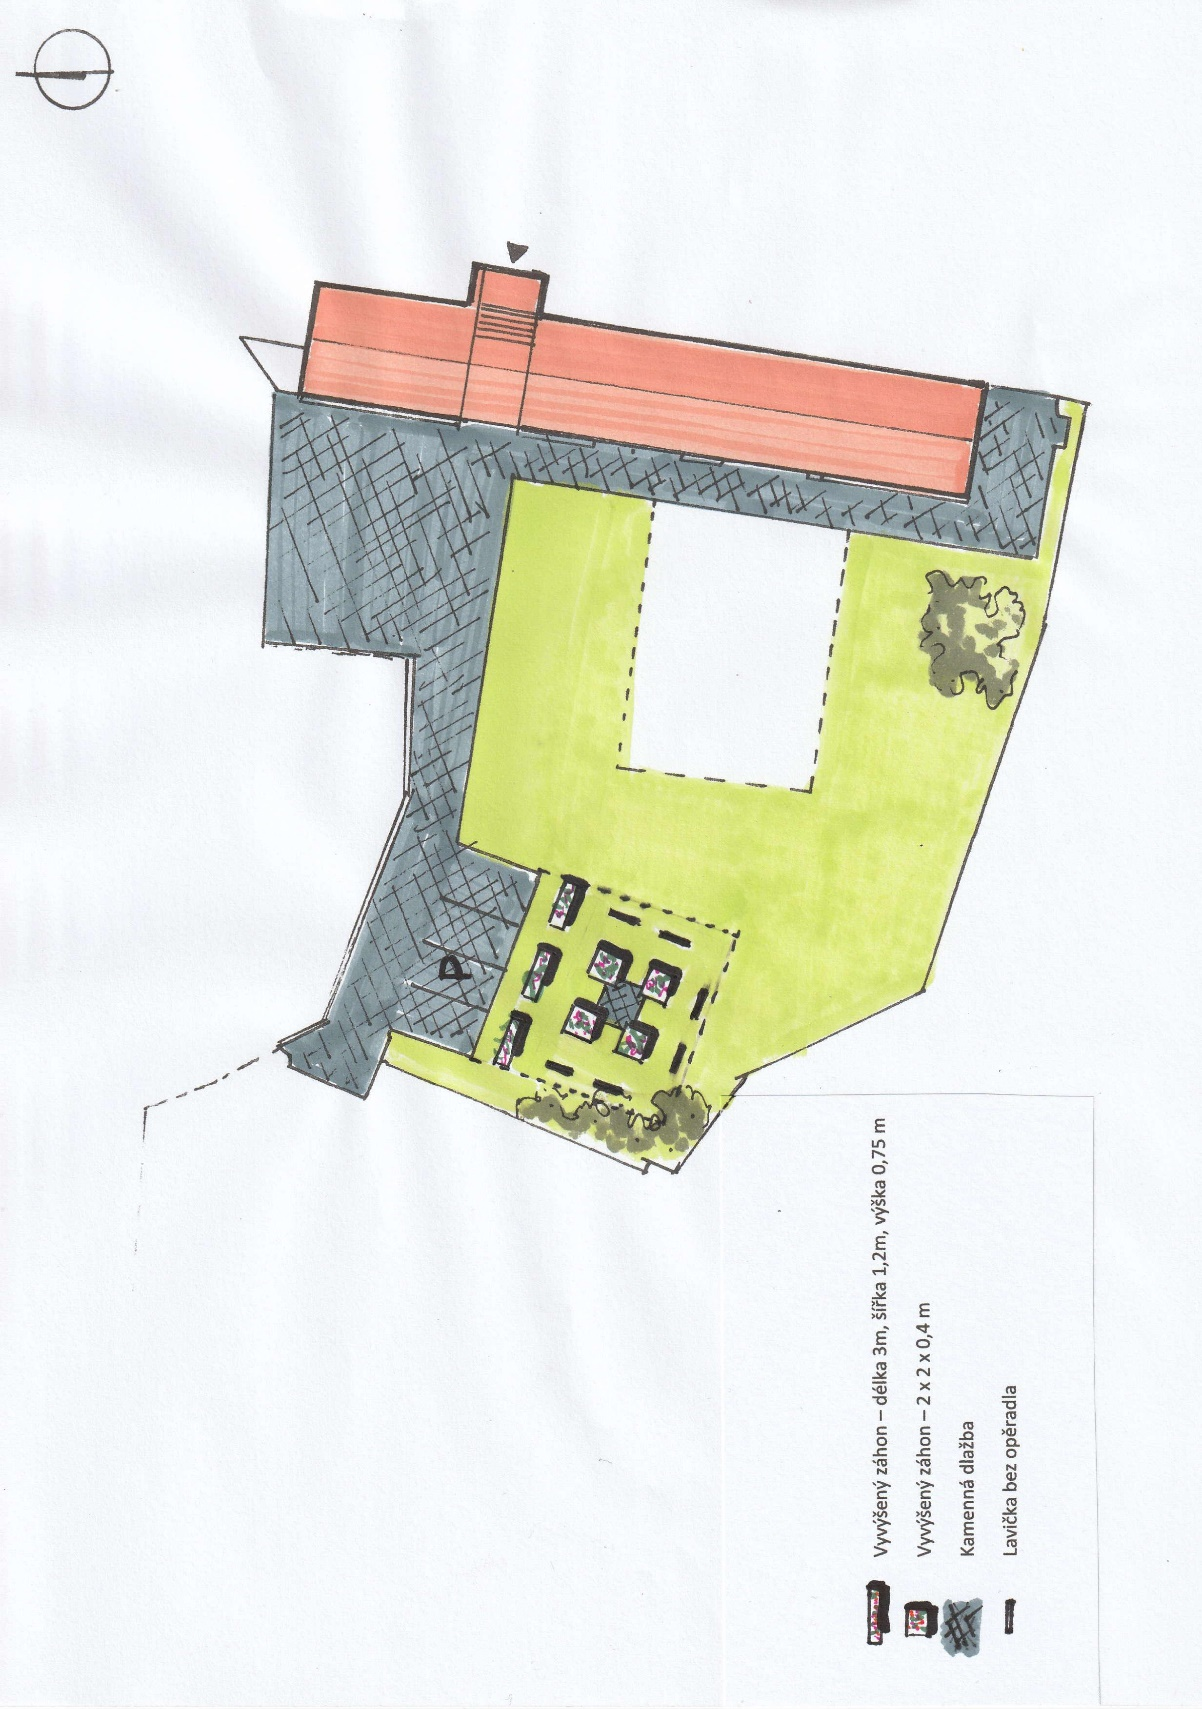 P
Vyvýšený záhon – délka 3m, šířka 1,2m, výška 0,75 m
Vyvýšený záhon – 2 x 2 x 0,4 m
Kamenná dlažba
Lavička bez opěradla